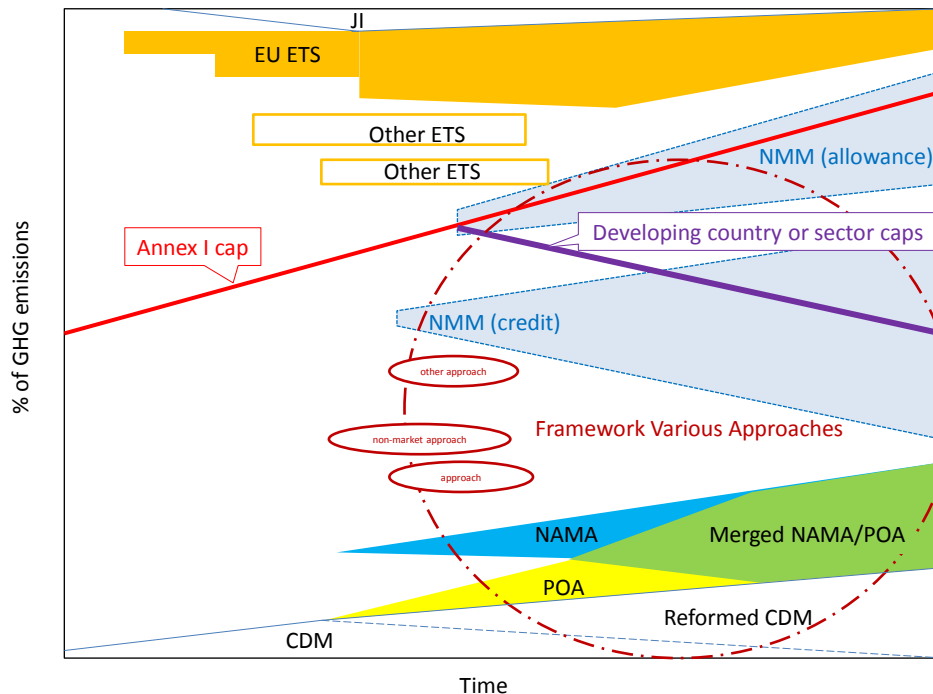 JI
EU ETS
Other ETS
Other ETS
NMM (allowance)
Developing country or sector caps
Annex I cap
NMM (credit)
other approach
Framework Various Approaches
non-market approach
approach
NAMA
Merged NAMA/POA
POA
Reformed CDM
CDM
% of GHG emissions
Time